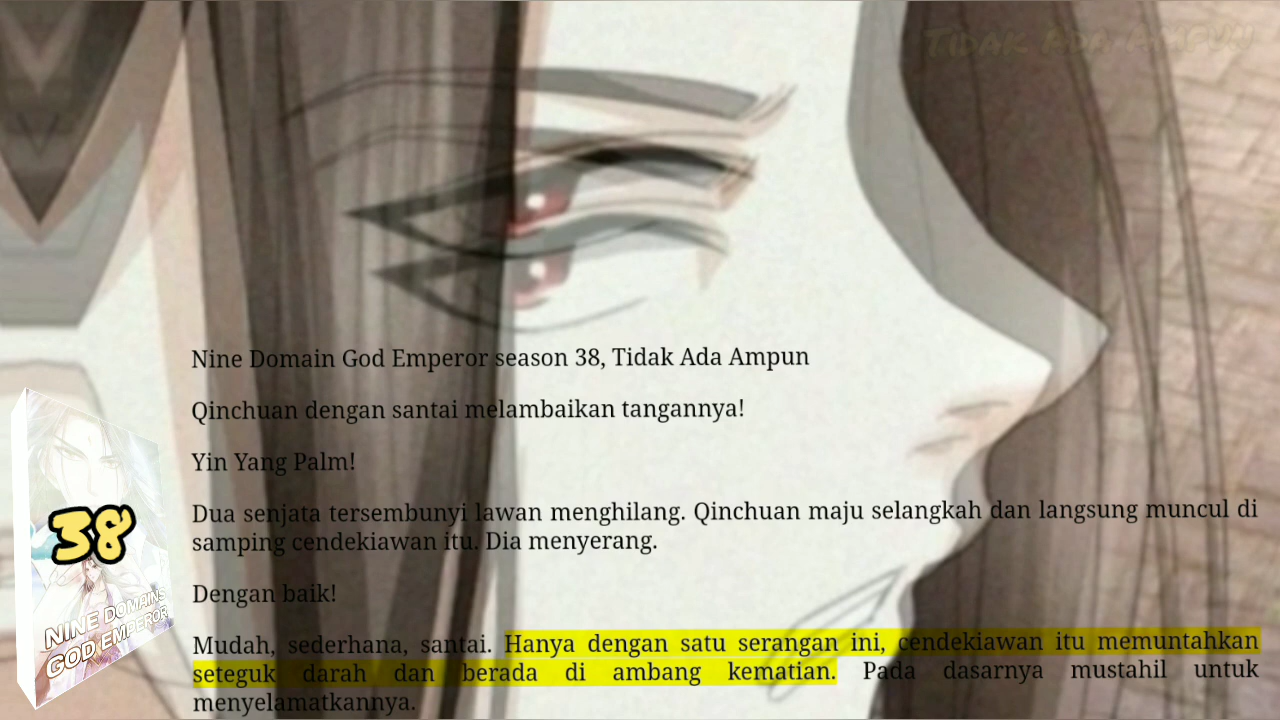 Tidak Ada Ampun
Nine Domain God Emperor season 38, Tidak Ada Ampun
Qinchuan dengan santai melambaikan tangannya!
Yin Yang Palm!
Dua senjata tersembunyi lawan menghilang. Qinchuan maju selangkah dan langsung muncul di
samping cendekiawan itu. Dia menyerang.
Dengan baik!
Mudah, sederhana, santai. Hanya dengan satu serangan ini, cendekiawan itu memuntahkan
seteguk darah dan berada di ambang kematian. Pada dasarnya mustahil untuk
menyelamatkannya.
38
NINE DOMAINS
GOD EMPEROR